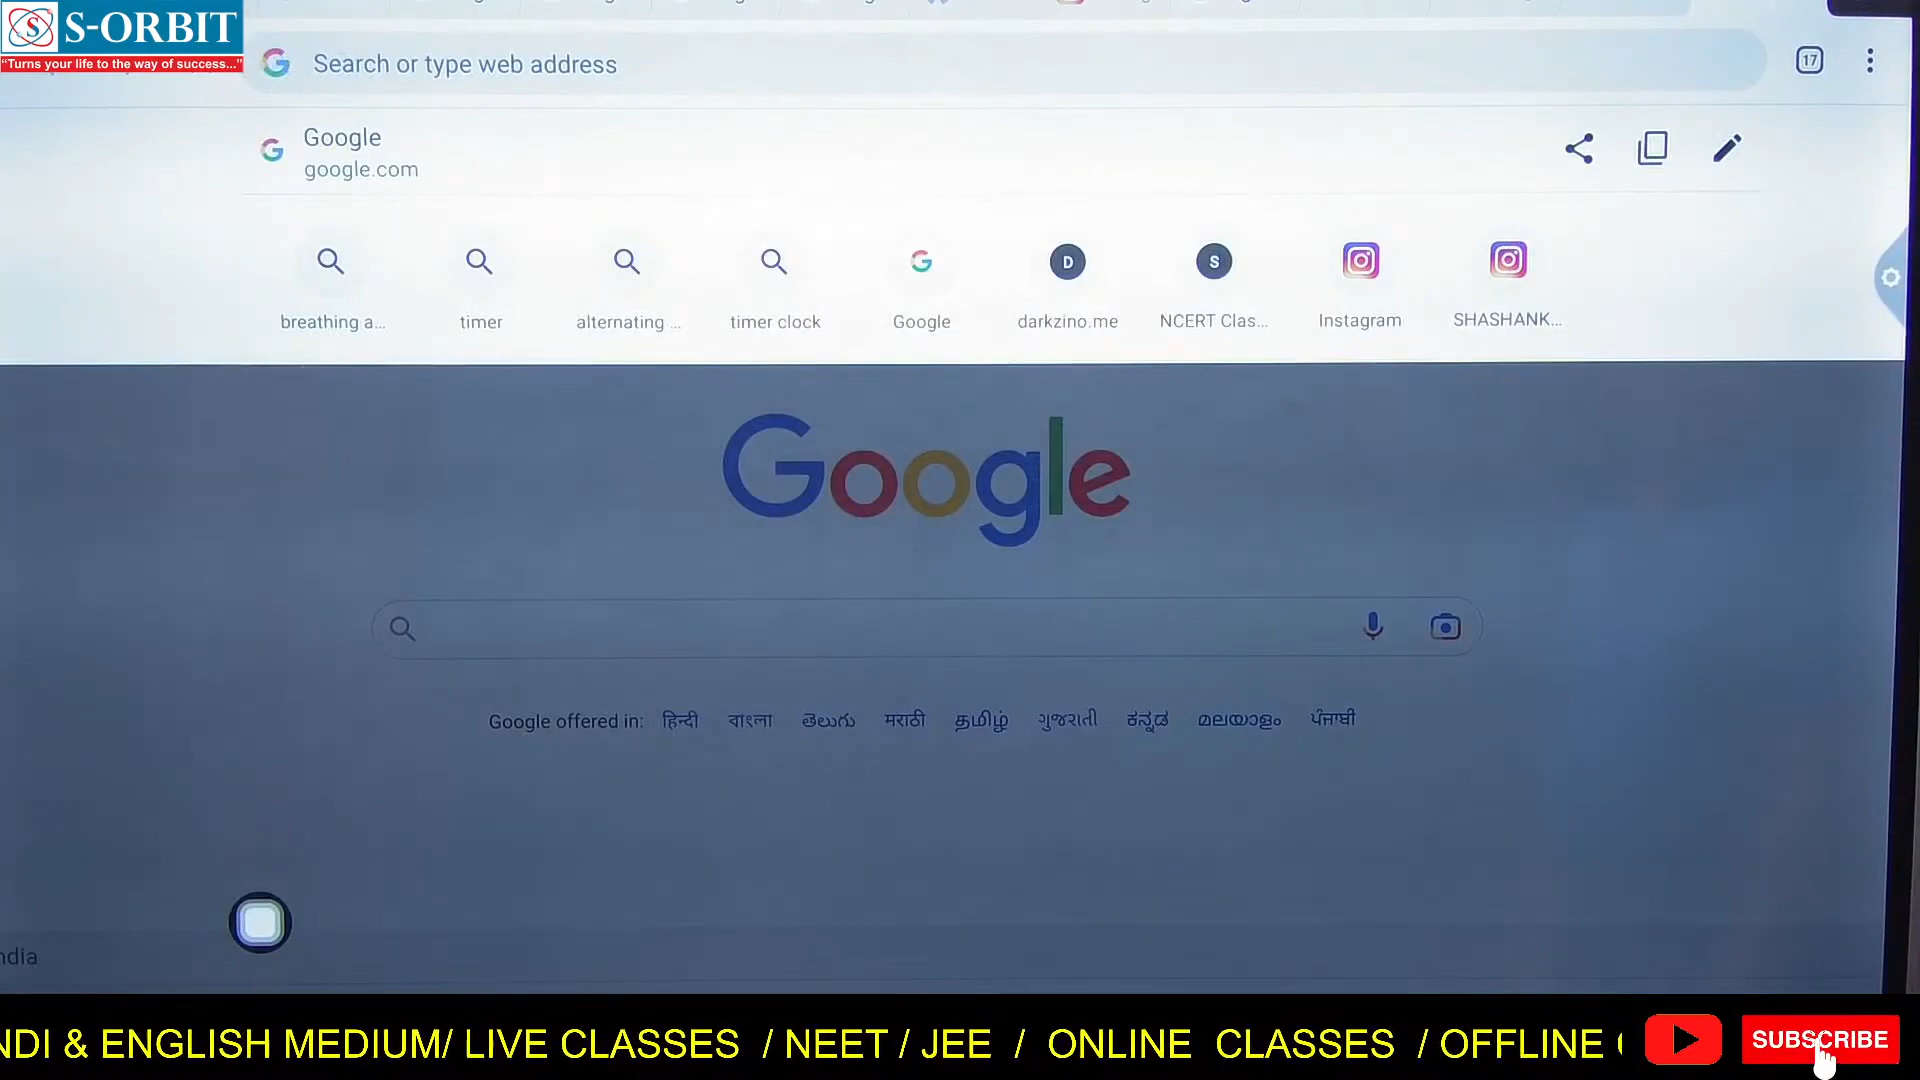 S-ORBIT
“Turns your life to the way of success...”
Search or type web address
17
Google
google.com
breathing a...
timer
alternating ...
timer clock
Google
D
darkzino.me
S
NCERT Clas...
Instagram
SHASHANK...
Google
Google offered in: हिन्दी বাংলা తెలుగు मराठी தமிழ் ગુજરાતી ಕನ್ನಡ മലയാളം ਪੰਜਾਬੀ
ndia
NDI & ENGLISH MEDIUM/ LIVE CLASSES / NEET / JEE / ONLINE CLASSES / OFFLINE
SUBSCRIBE